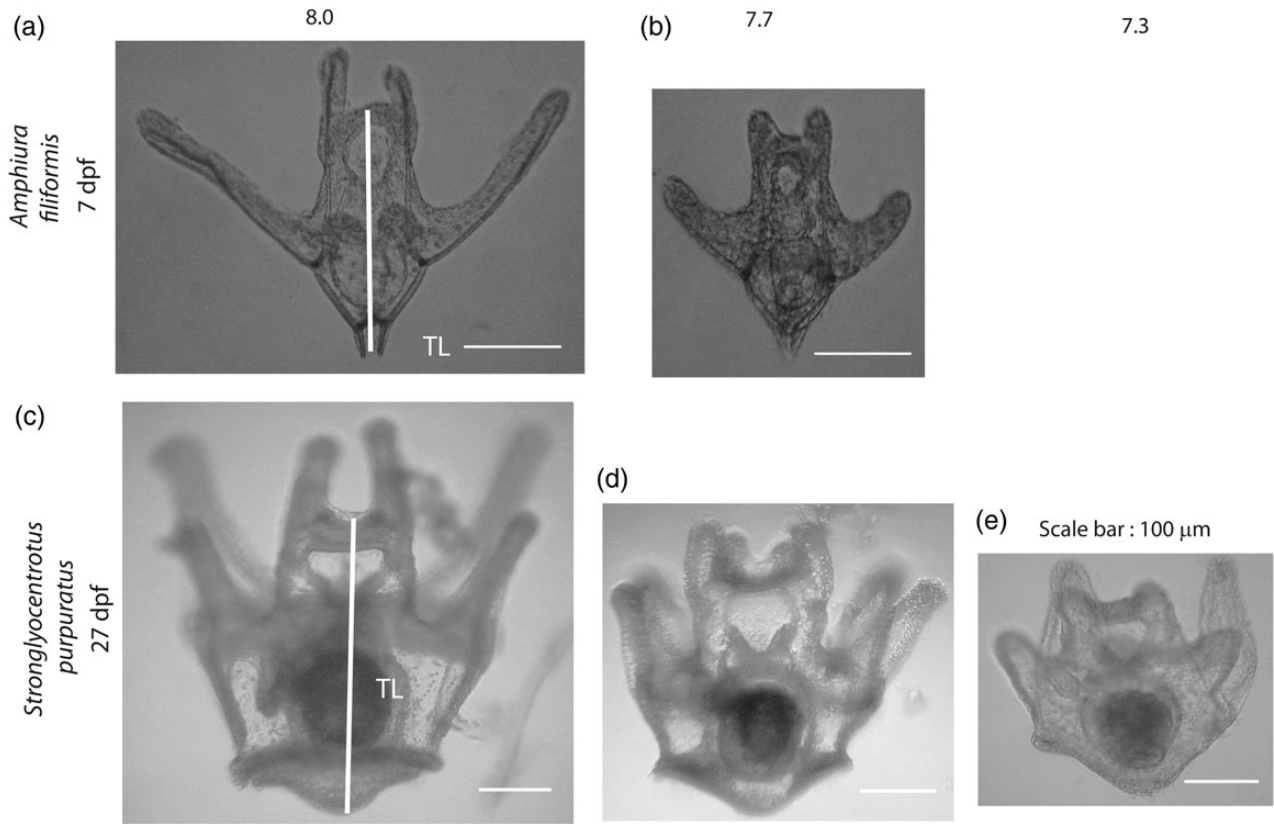 (a)
8.0
(b)
7.7
7.3
Amphiura
filiformis
7 dpf
TL
(c)
Stronglyocentrotus
purpuratus
27 dpf
TL
(d)
(e)
Scale bar : 100 μm